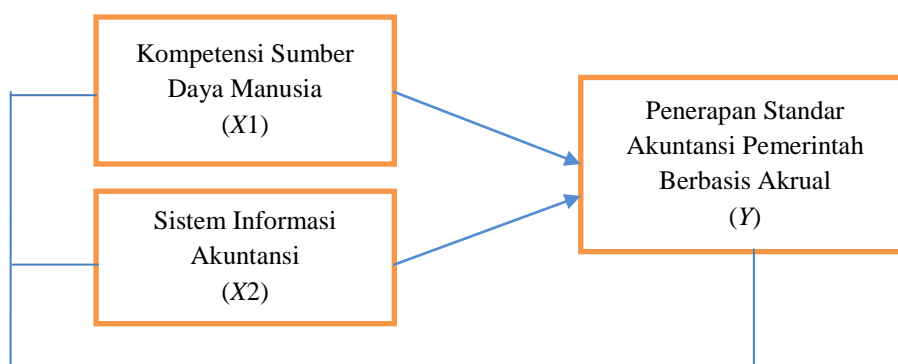 Kompetensi Sumber
Daya Manusia
(X1)
Sistem Informasi
Akuntansi
(X2)
Penerapan Standar
Akuntansi Pemerintah
Berbasis Akrual
(Y)